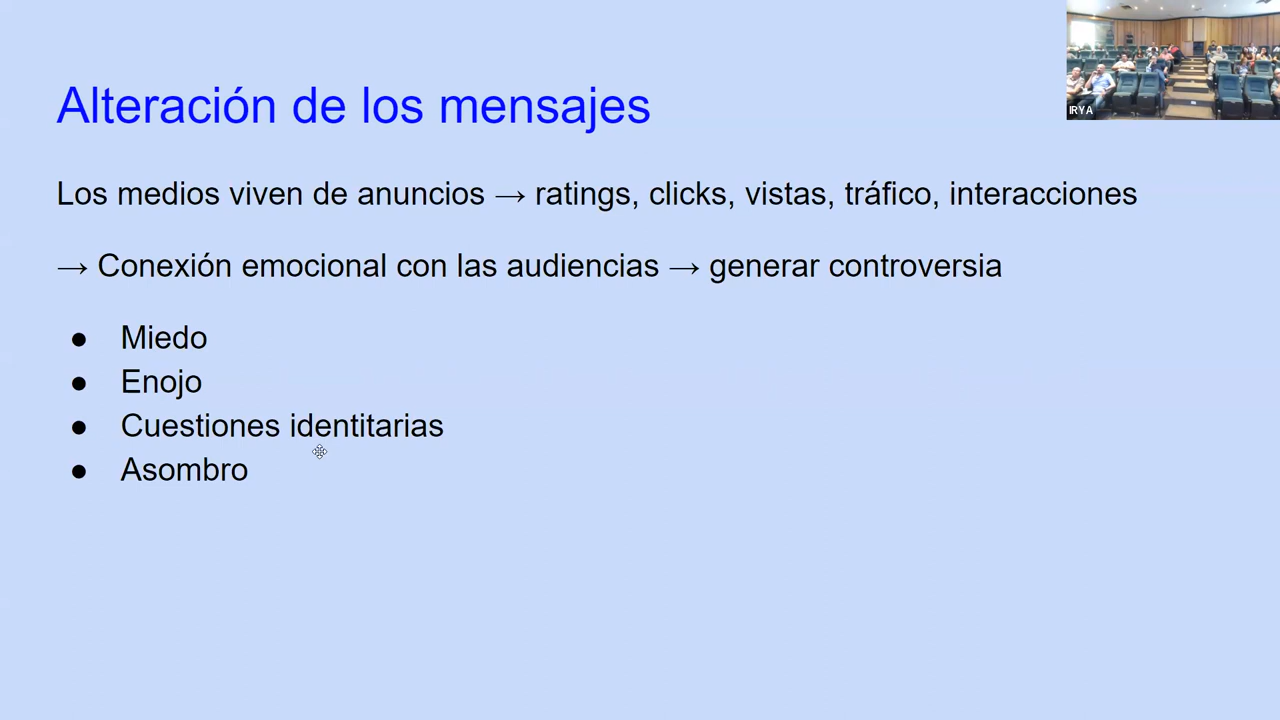 Alteración de los mensajes
Los medios viven de anuncios → ratings, clicks, vistas, tráfico, interacciones
→ Conexión emocional con las audiencias → generar controversia
● Miedo
● Enojo
● Cuestiones identitarias
● Asombro
IRYA